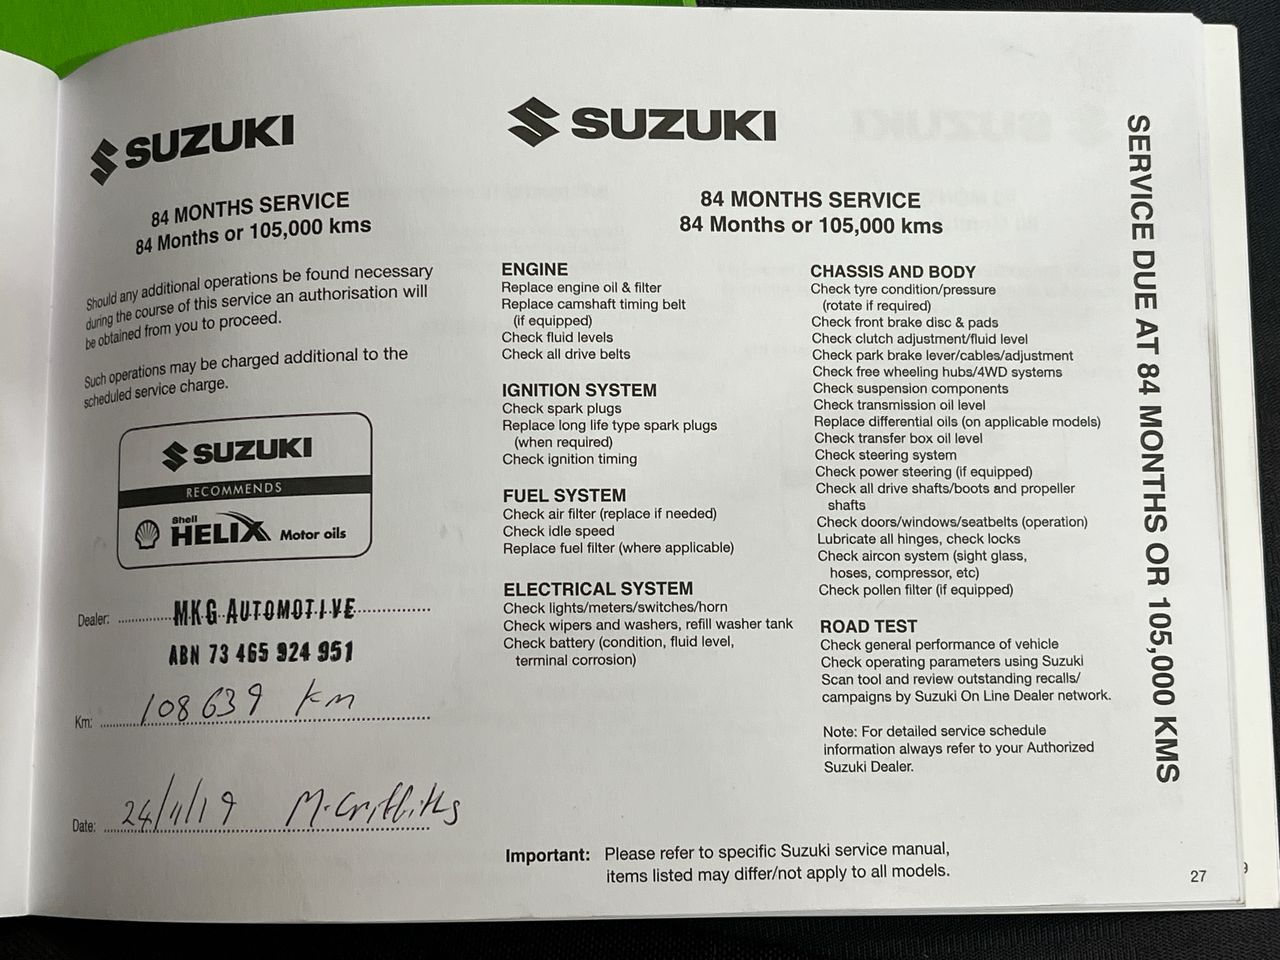 SUZUKI
84 MONTHS SERVICE
84 Months or 105,000 kms
Should any additional operations be found necessary
during the course of this service an authorisation will
be obtained from you to proceed.
Such operations may be charged additional to the
scheduled service charge.
SUZUKI
RECOMMENDS
Shell
HELIX Motor oils
Dealer: MKG AUTOMOTIVE
ABN 73 465 924 951
Km: 108639 km
Date: 24/11/19 M. Griffiths
SUZUKI
84 MONTHS SERVICE
84 Months or 105,000 kms
ENGINE
Replace engine oil & filter
Replace camshaft timing belt
(if equipped)
Check fluid levels
Check all drive belts
IGNITION SYSTEM
Check spark plugs
Replace long life type spark plugs
(when required)
Check ignition timing
FUEL SYSTEM
Check air filter (replace if needed)
Check idle speed
Replace fuel filter (where applicable)
ELECTRICAL SYSTEM
Check lights/meters/switches/horn
Check wipers and washers, refill washer tank
Check battery (condition, fluid level,
terminal corrosion)
CHASSIS AND BODY
Check tyre condition/pressure
(rotate if required)
Check front brake disc & pads
Check clutch adjustment/fluid level
Check park brake lever/cables/adjustment
Check free wheeling hubs/4WD systems
Check suspension components
Check transmission oil level
Replace differential oils (on applicable models)
Check transfer box oil level
Check steering system
Check power steering (if equipped)
Check all drive shafts/boots and propeller
shafts
Check doors/windows/seatbelts (operation)
Lubricate all hinges, check locks
Check aircon system (sight glass,
hoses, compressor, etc)
Check pollen filter (if equipped)
ROAD TEST
Check general performance of vehicle
Check operating parameters using Suzuki
Scan tool and review outstanding recalls/
campaigns by Suzuki On Line Dealer network.
Note: For detailed service schedule
information always refer to your Authorized
Suzuki Dealer.
Important: Please refer to specific Suzuki service manual,
items listed may differ/not apply to all models.
SERVICE DUE AT 84 MONTHS OR 105,000 KMS
27
9